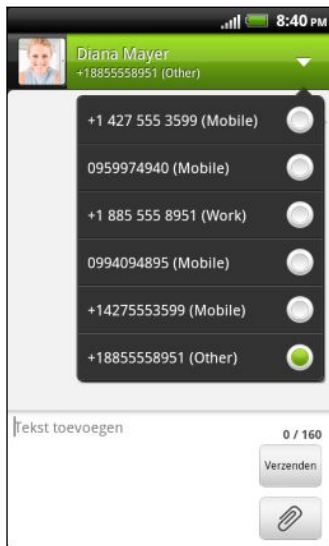 8:40 PM
Diana Mayer
+18855558951 (Other)
+1 427 555 3599 (Mobile)
0959974940 (Mobile)
+1 885 555 8951 (Work)
0994094895 (Mobile)
+14275553599 (Mobile)
+18855558951 (Other)
Tekst toevoegen
0 / 160
Verzenden